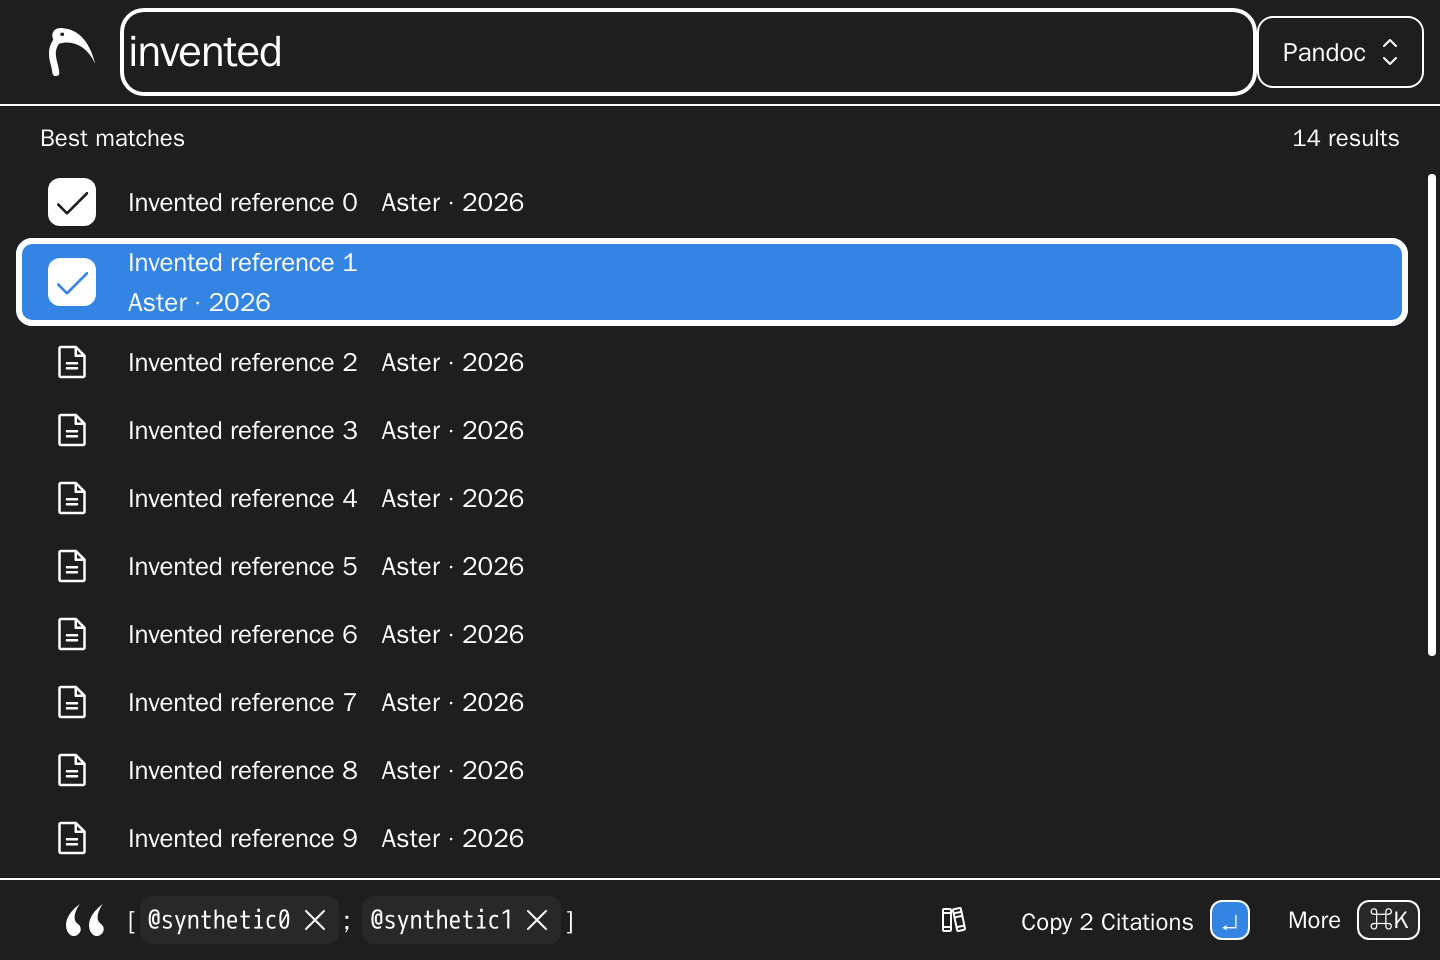 invented
Pandoc
Best matches
14 results
Invented reference 0 Aster · 2026
Invented reference 1
Aster · 2026
Invented reference 2 Aster · 2026
Invented reference 3 Aster · 2026
Invented reference 4 Aster · 2026
Invented reference 5 Aster · 2026
Invented reference 6 Aster · 2026
Invented reference 7 Aster · 2026
Invented reference 8 Aster · 2026
Invented reference 9 Aster · 2026
[ @synthetic0 ; @synthetic1 ]
Copy 2 Citations
More ⌘K